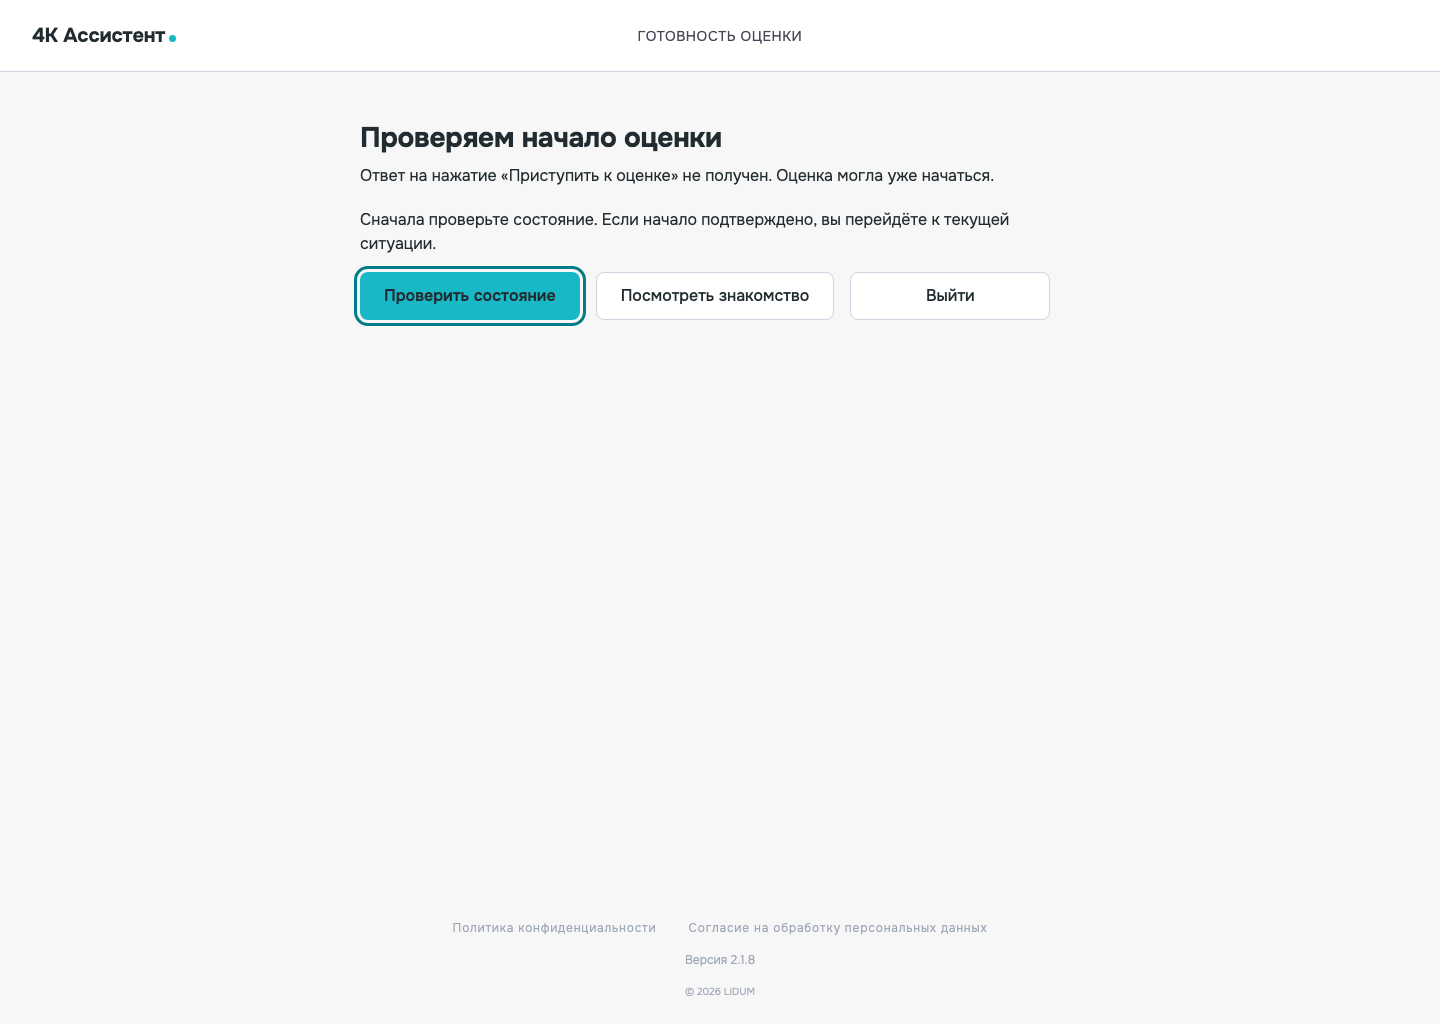 4К Ассистент
ГОТОВНОСТЬ ОЦЕНКИ
Проверяем начало оценки
Ответ на нажатие «Приступить к оценке» не получен. Оценка могла уже начаться.
Сначала проверьте состояние. Если начало подтверждено, вы перейдёте к текущей
ситуации.
Проверить состояние
Посмотреть знакомство
Выйти
Политика конфиденциальности
Согласие на обработку персональных данных
Версия 2.1.8
© 2026 LIDUM